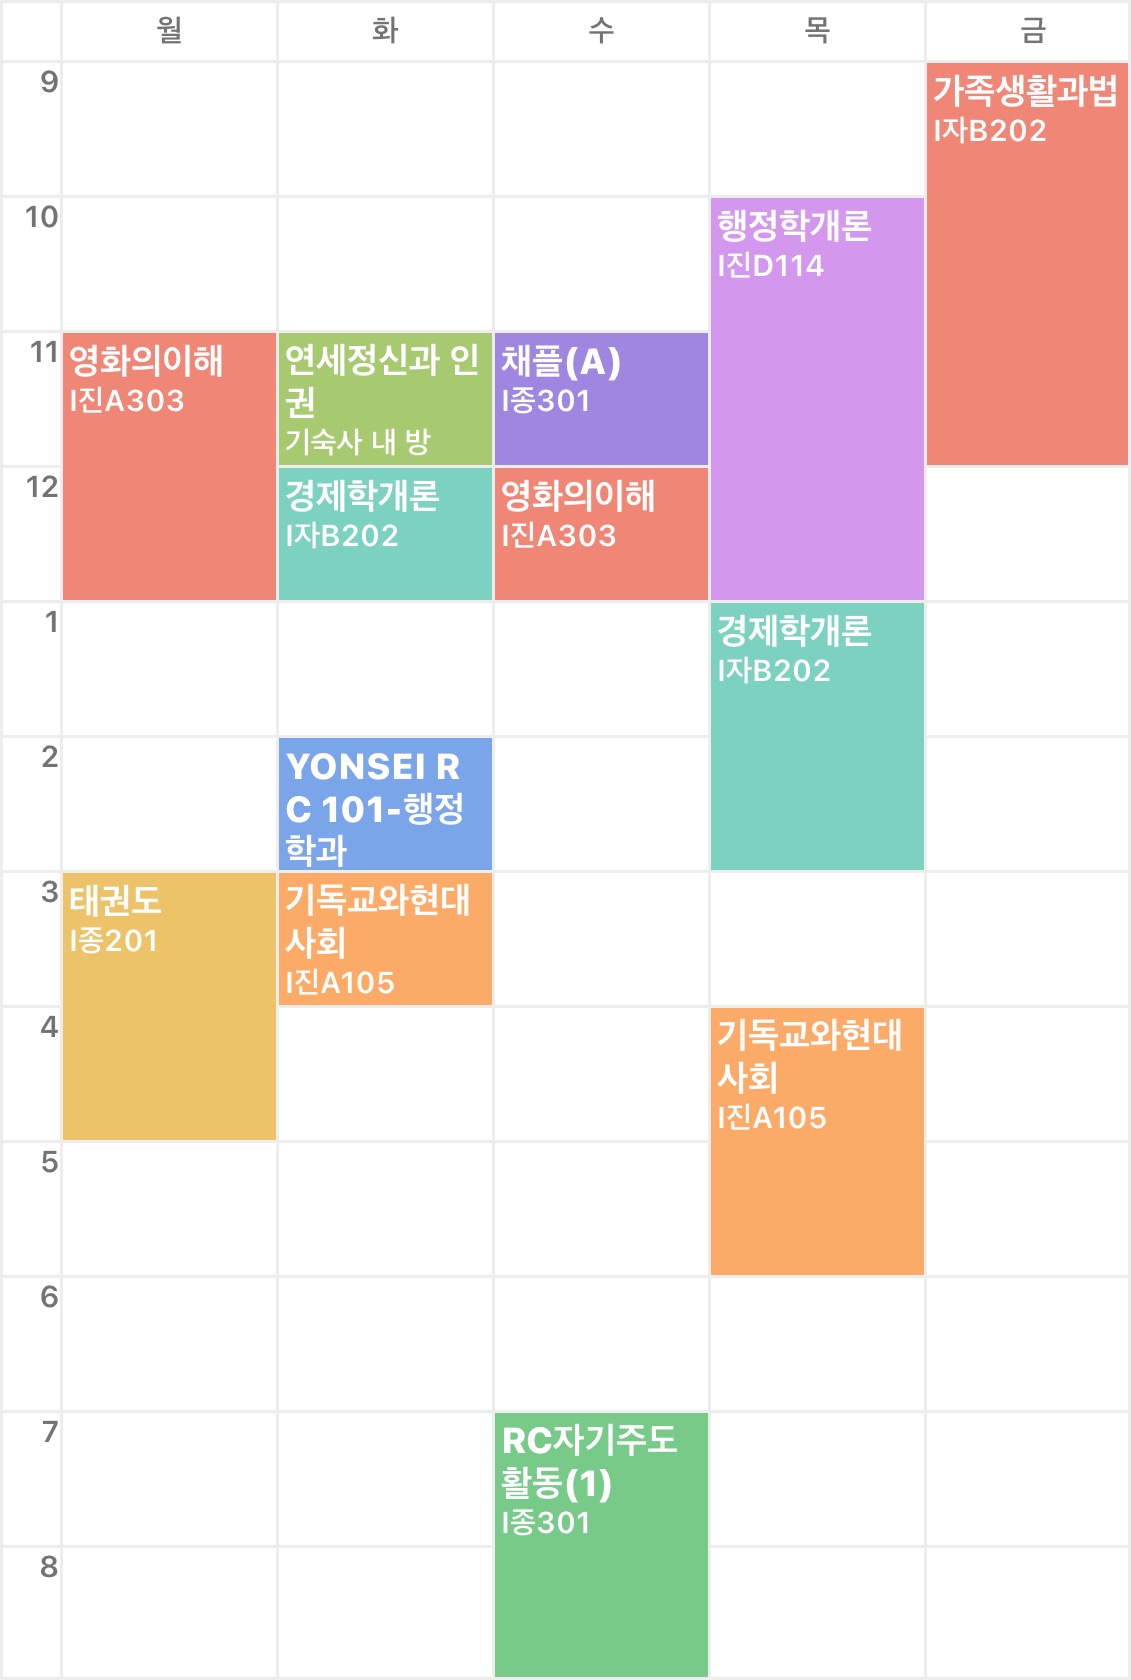 월 화 수 목 금
9
가족생활과법
I자B202
10
행정학개론
I진D114
11
영화의이해
I진A303
연세정신과 인
권
기숙사 내 방
채플(A)
I종301
12
경제학개론
I자B202
영화의이해
I진A303
1
경제학개론
I자B202
2
YONSEI R
C 101-행정
학과
3
태권도
I종201
기독교와현대
사회
I진A105
4
기독교와현대
사회
I진A105
5
6
7
RC자기주도
활동(1)
I종301
8